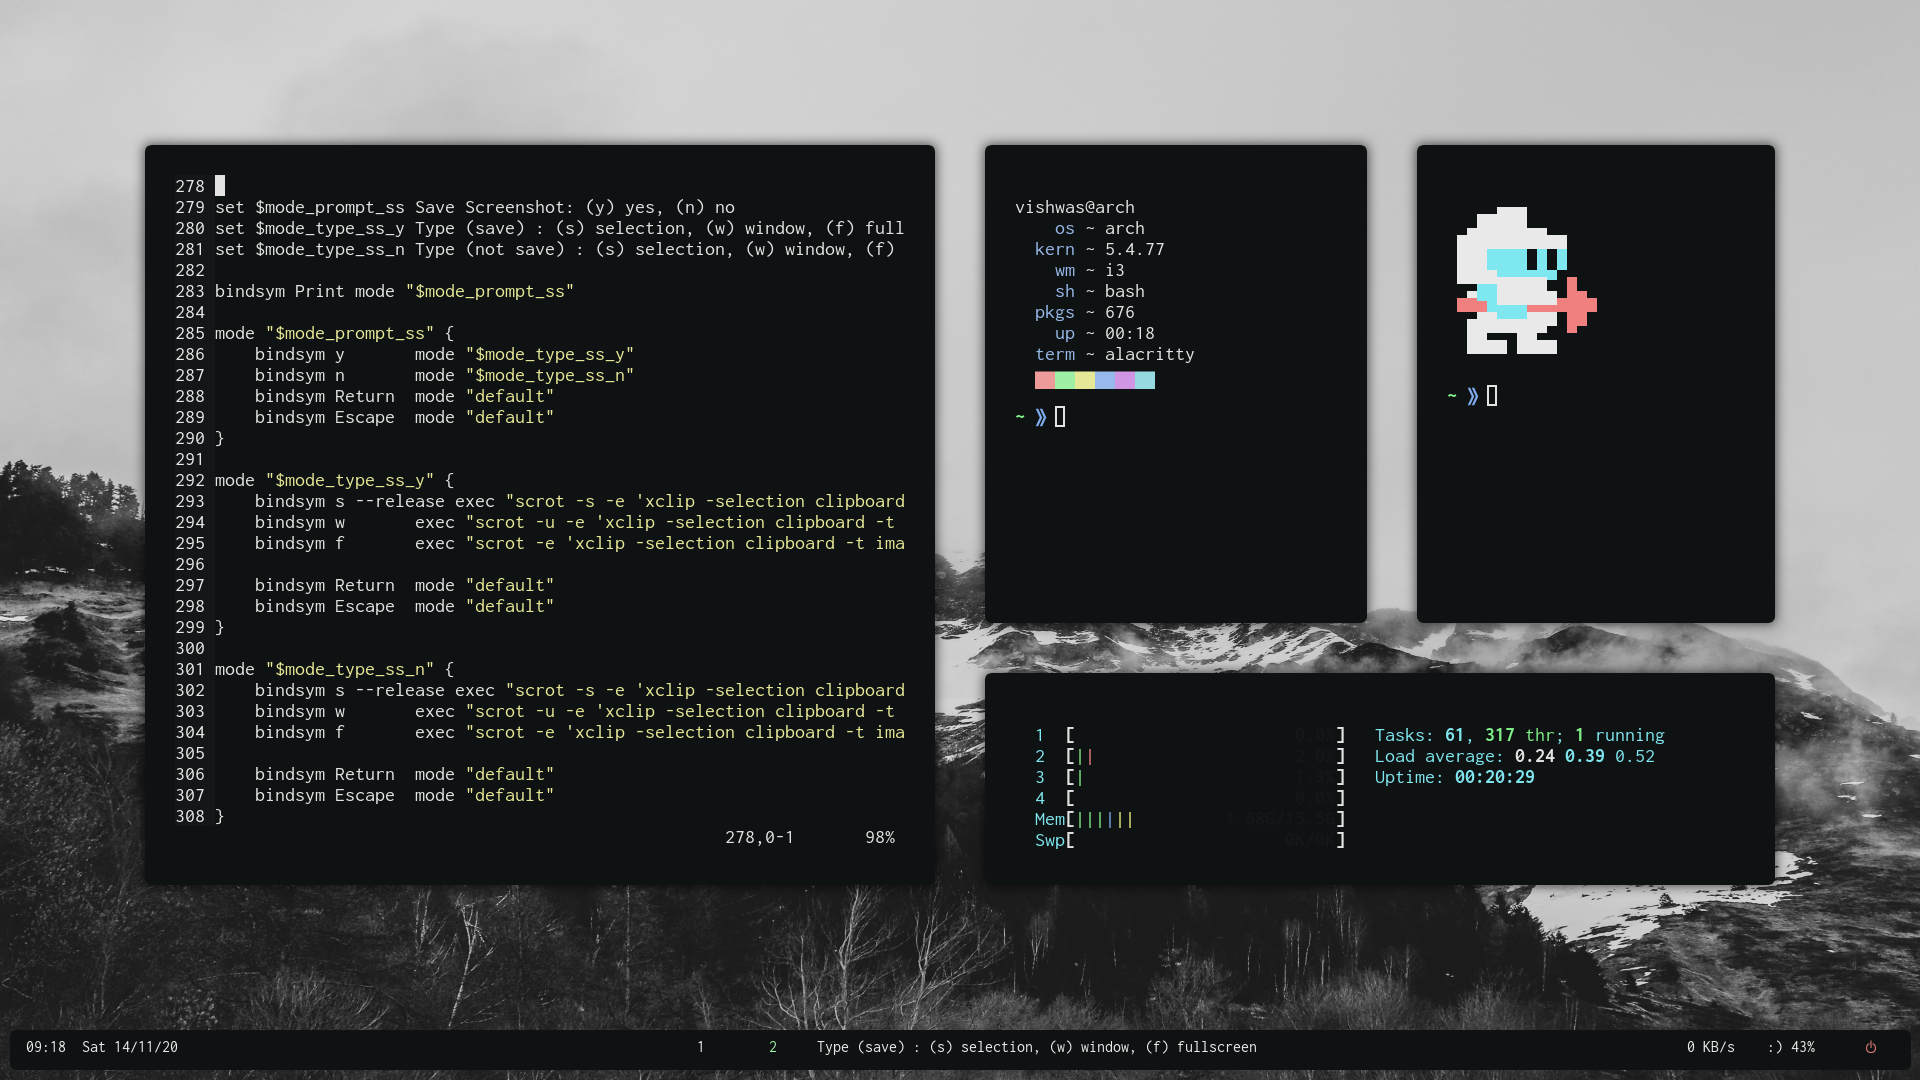 278
279 set $mode_prompt_ss Save Screenshot: (y) yes, (n) no
280 set $mode_type_ss_y Type (save) : (s) selection, (w) window, (f) full
281 set $mode_type_ss_n Type (not save) : (s) selection, (w) window, (f)
282
283 bindsym Print mode "$mode_prompt_ss"
284
285 mode "$mode_prompt_ss" {
286     bindsym y       mode "$mode_type_ss_y"
287     bindsym n       mode "$mode_type_ss_n"
288     bindsym Return  mode "default"
289     bindsym Escape  mode "default"
290 }
291
292 mode "$mode_type_ss_y" {
293     bindsym s --release exec "scrot -s -e 'xclip -selection clipboard
294     bindsym w       exec "scrot -u -e 'xclip -selection clipboard -t
295     bindsym f       exec "scrot -e 'xclip -selection clipboard -t ima
296
297     bindsym Return  mode "default"
298     bindsym Escape  mode "default"
299 }
300
301 mode "$mode_type_ss_n" {
302     bindsym s --release exec "scrot -s -e 'xclip -selection clipboard
303     bindsym w       exec "scrot -u -e 'xclip -selection clipboard -t
304     bindsym f       exec "scrot -e 'xclip -selection clipboard -t ima
305
306     bindsym Return  mode "default"
307     bindsym Escape  mode "default"
308 }
278,0-1       98%
vishwas@arch
os ~ arch
kern ~ 5.4.77
wm ~ i3
sh ~ bash
pkgs ~ 676
up ~ 00:18
term ~ alacritty
~ ⟫
~ ⟫
1  [ ]
2  [|| ]
3  [| ]
4  [ ]
Mem[|||||| ]
Swp[ ]
Tasks: 61, 317 thr; 1 running
Load average: 0.24 0.39 0.52
Uptime: 00:20:29
09:18  Sat 14/11/20
1 2 Type (save) : (s) selection, (w) window, (f) fullscreen
0 KB/s    :) 43%